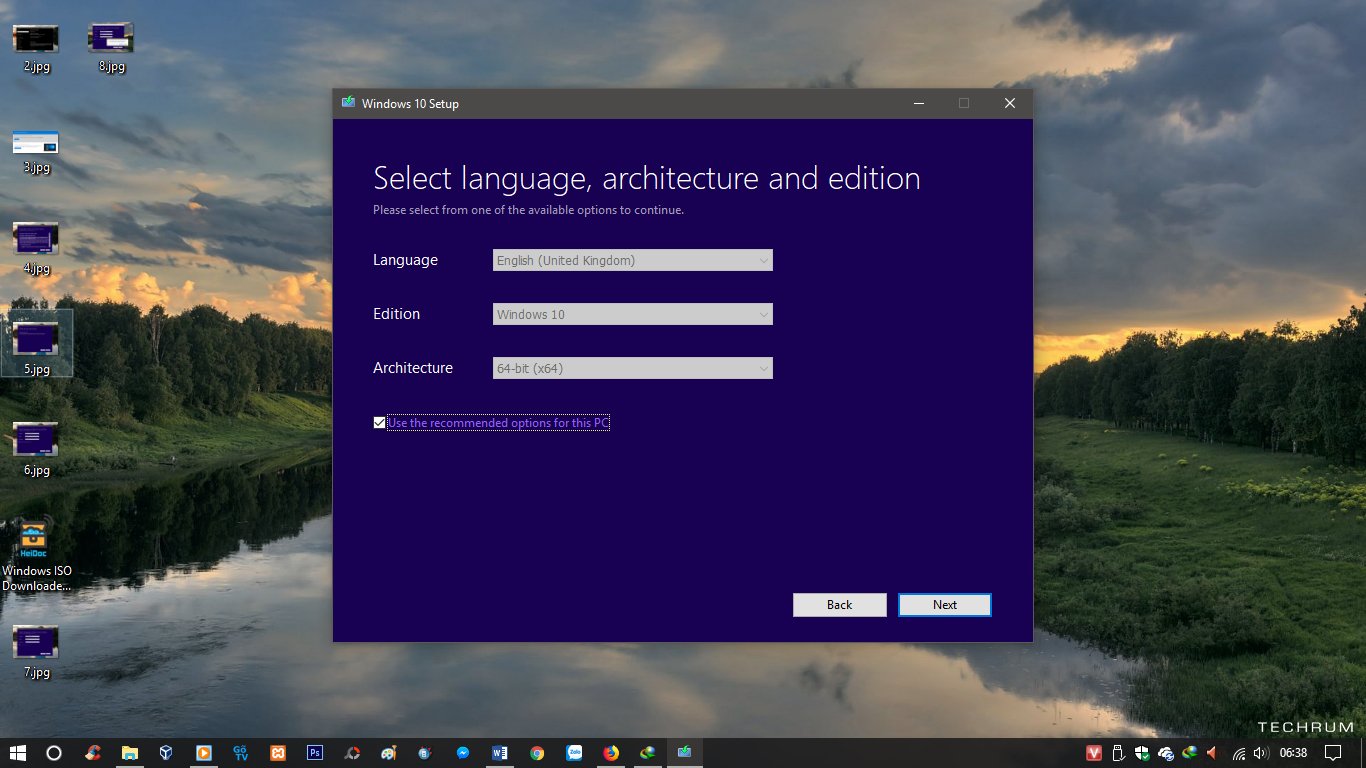 2.jpg
8.jpg
3.jpg
4.jpg
5.jpg
6.jpg
HeiDoc
Windows ISO
Downloade...
7.jpg
Windows 10 Setup
Select language, architecture and edition
Please select from one of the available options to continue.
Language English (United Kingdom)
Edition Windows 10
Architecture 64-bit (x64)
Use the recommended options for this PC
Back Next
TECHRUM
Gõ
TV
Ps
W
Zalo
V
06:38